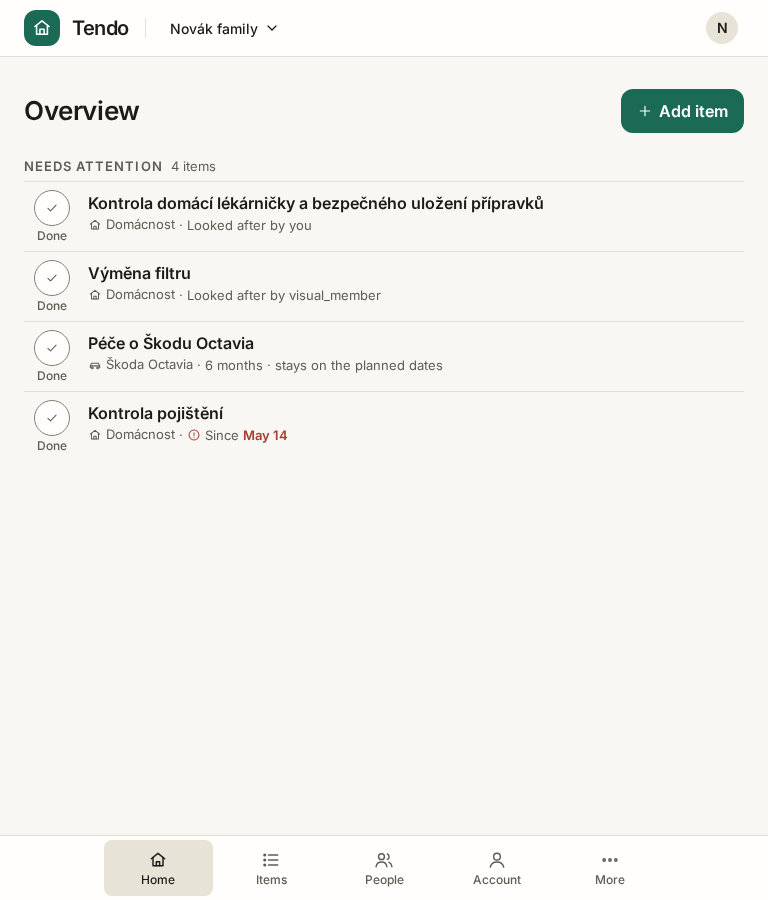 Tendo
Novák family
N
Overview
+ Add item
NEEDS ATTENTION 4 items
Kontrola domácí lékárničky a bezpečného uložení přípravků
Domácnost · Looked after by you
Done
Výměna filtru
Domácnost · Looked after by visual_member
Done
Péče o Škodu Octavia
Škoda Octavia · 6 months · stays on the planned dates
Done
Kontrola pojištění
Domácnost · Since May 14
Done
Home
Items
People
Account
More